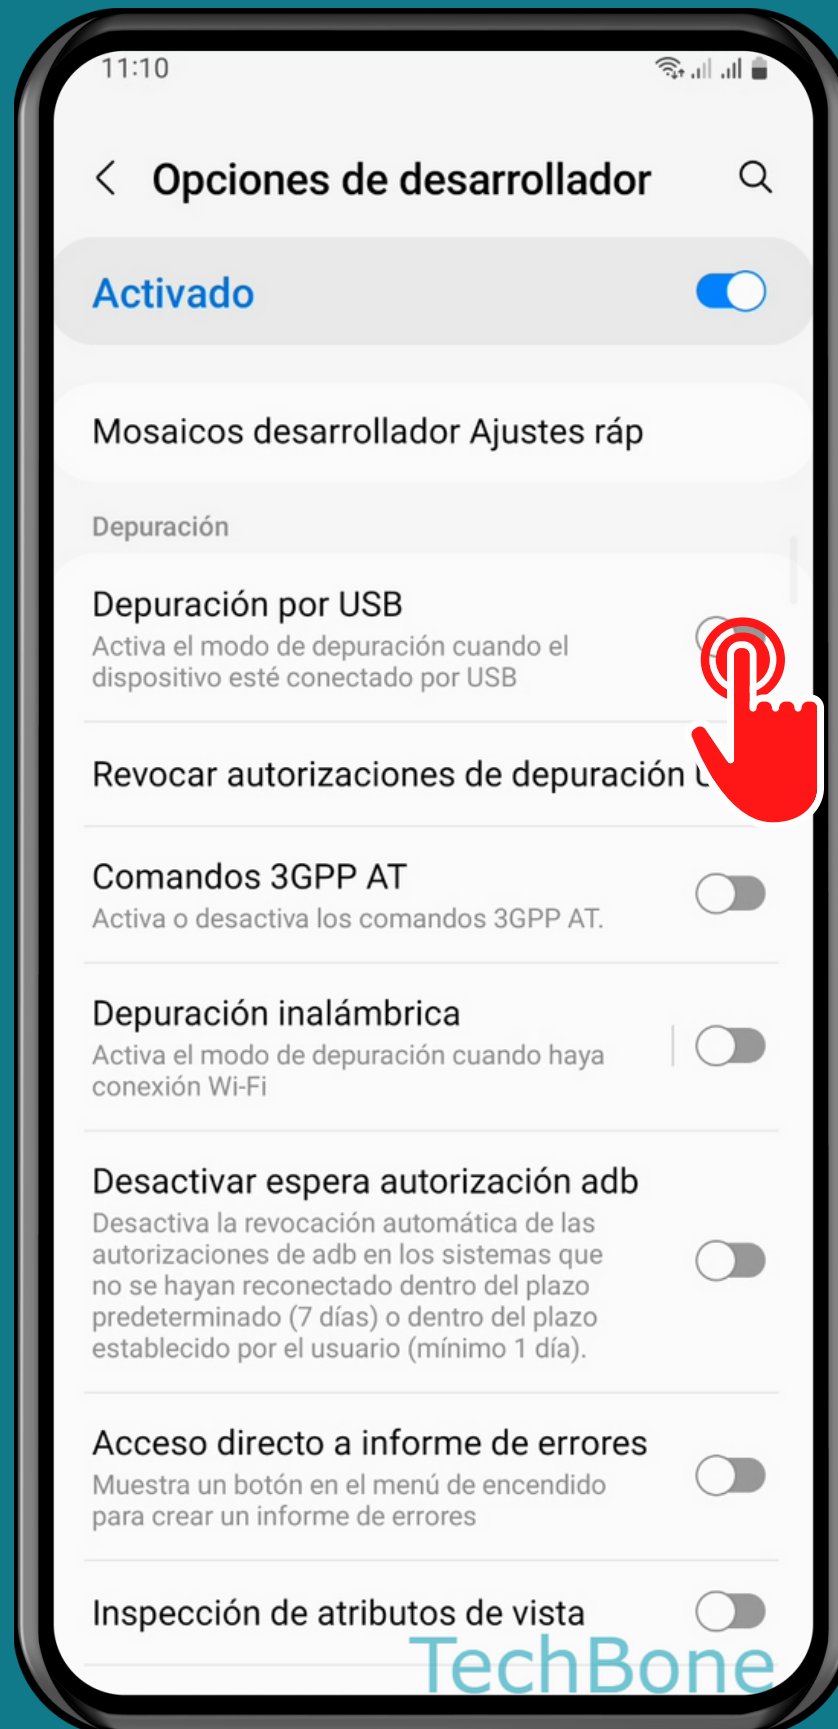 11:10
Opciones de desarrollador
Activado
Mosaicos desarrollador Ajustes ráp
Depuración
Depuración por USB
Activa el modo de depuración cuando el
dispositivo esté conectado por USB
Revocar autorizaciones de depuración
Comandos 3GPP AT
Activa o desactiva los comandos 3GPP AT.
Depuración inalámbrica
Activa el modo de depuración cuando haya
conexión Wi-Fi
Desactivar espera autorización adb
Desactiva la revocación automática de las
autorizaciones de adb en los sistemas que
no se hayan reconectado dentro del plazo
predeterminado (7 días) o dentro del plazo
establecido por el usuario (mínimo 1 día).
Acceso directo a informe de errores
Muestra un botón en el menú de encendido
para crear un informe de errores
Inspección de atributos de vista
TechBone